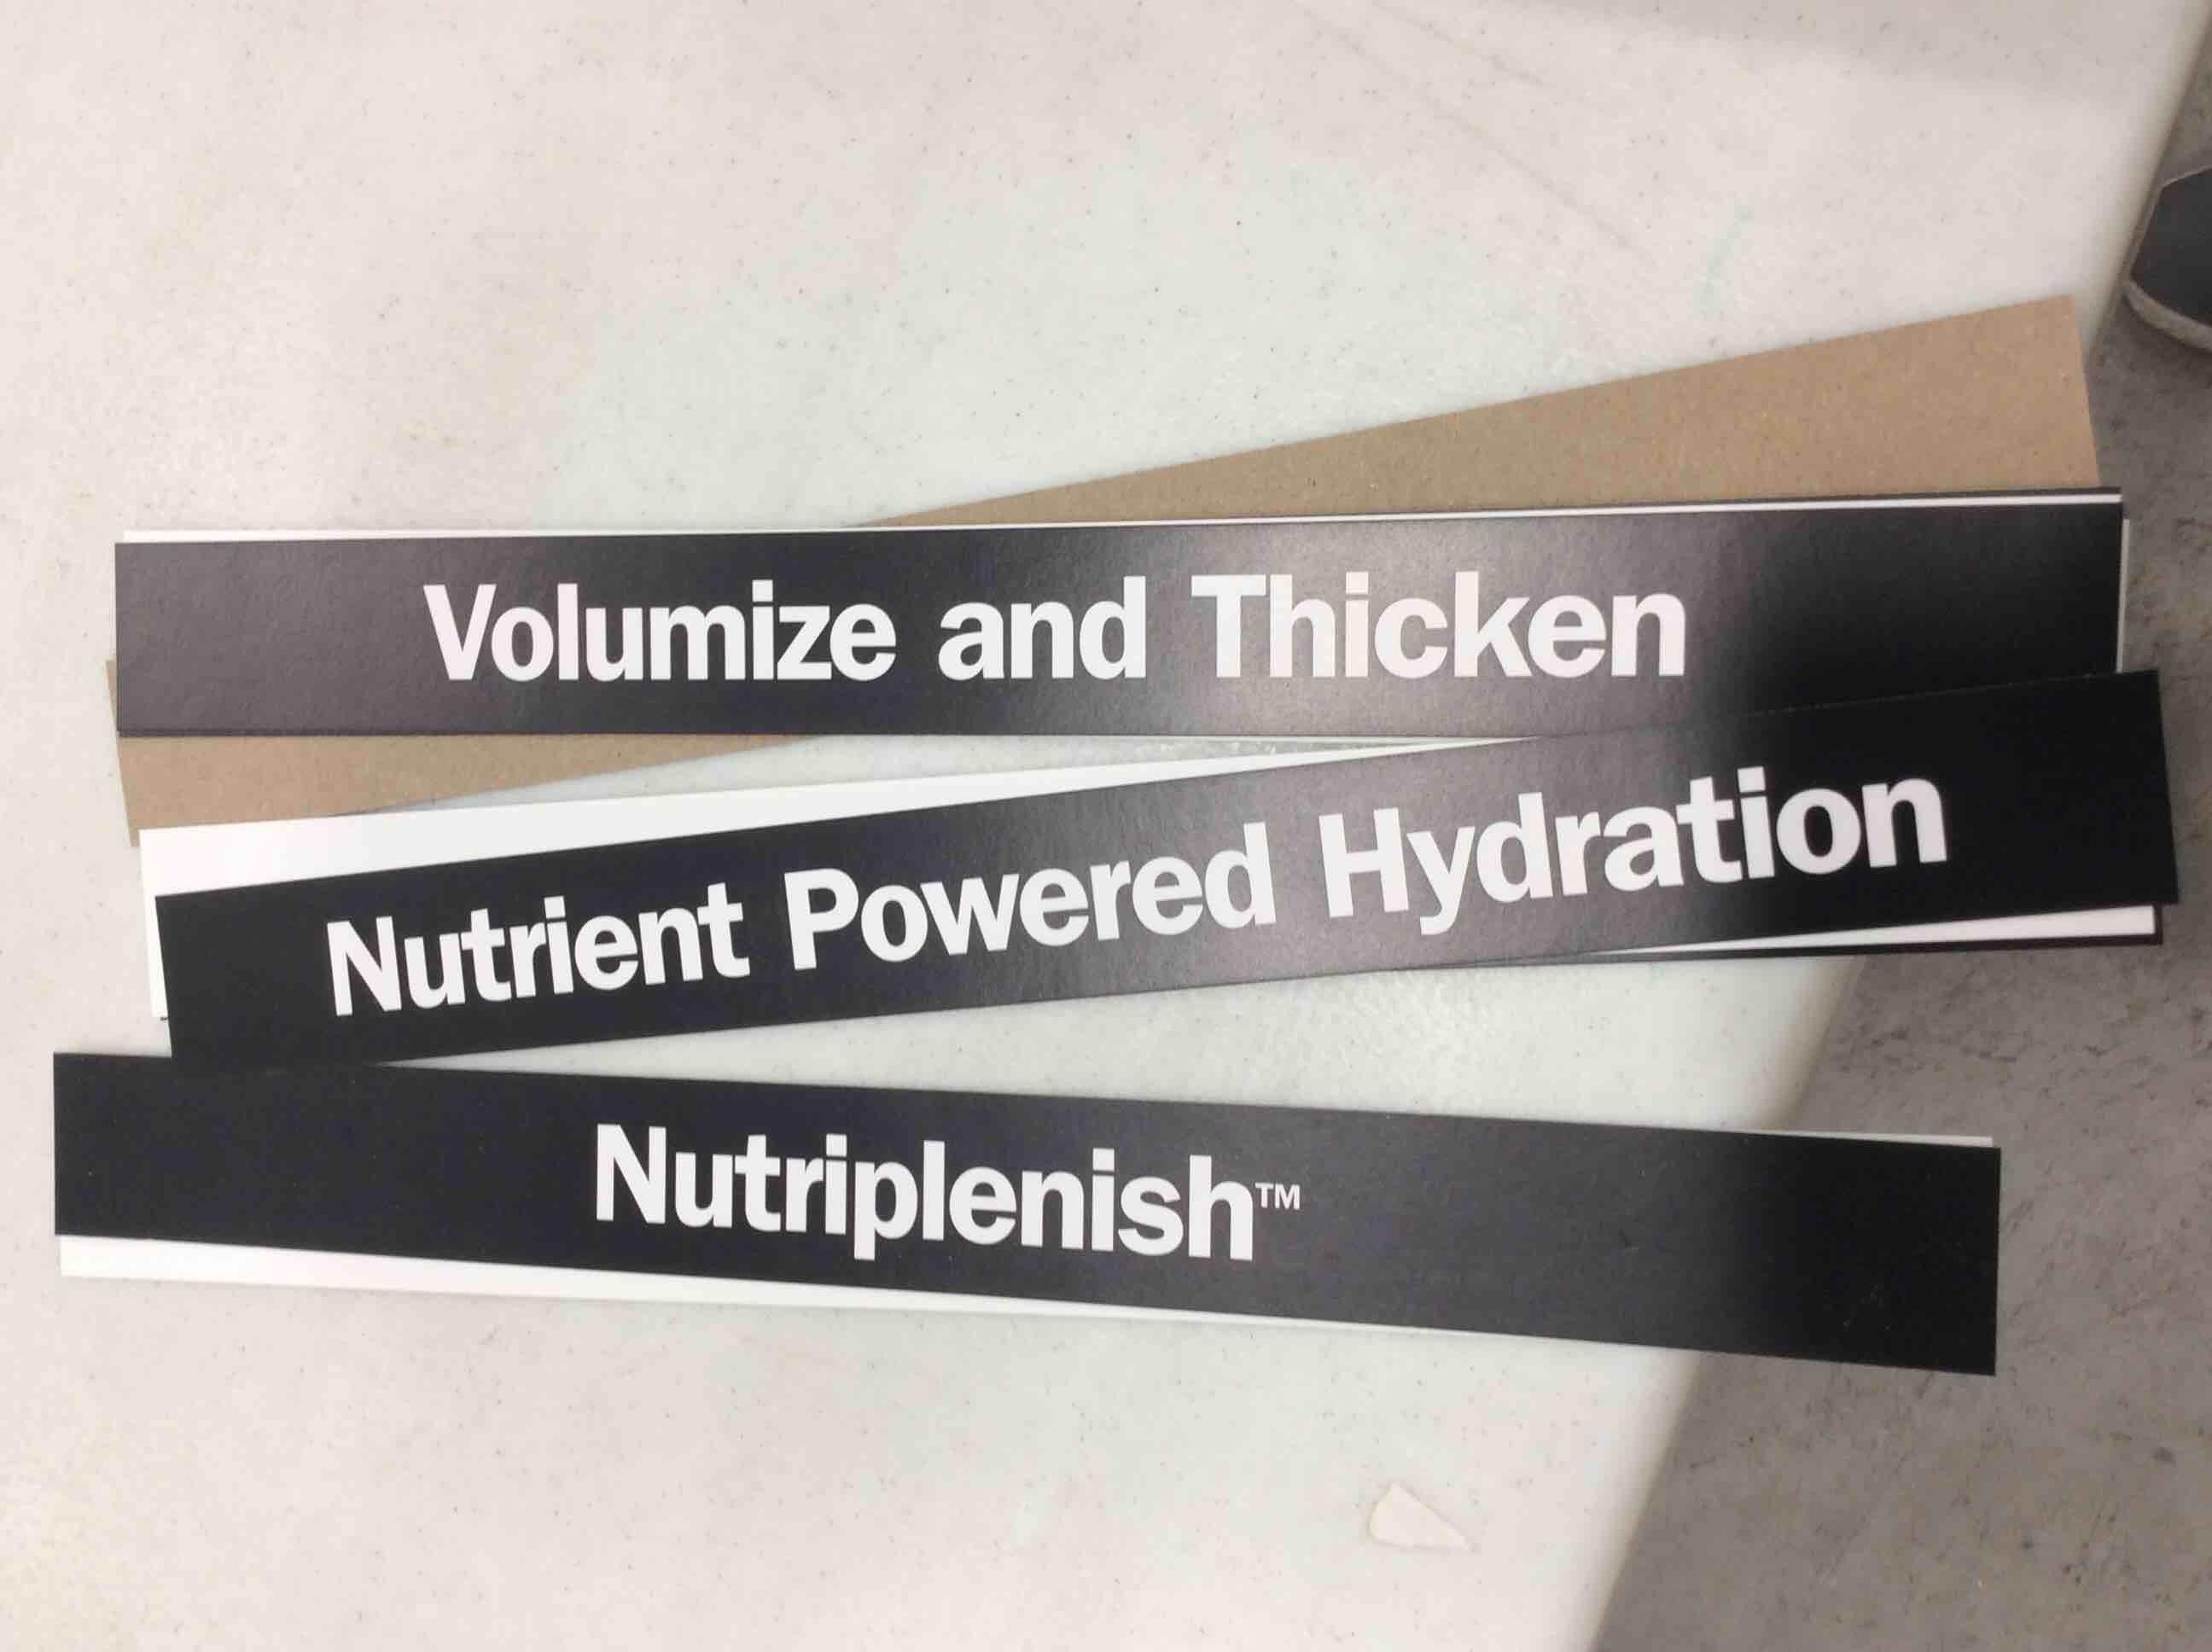 Volumize and Thicken
Nutrient Powered Hydration
Nutriplenish™